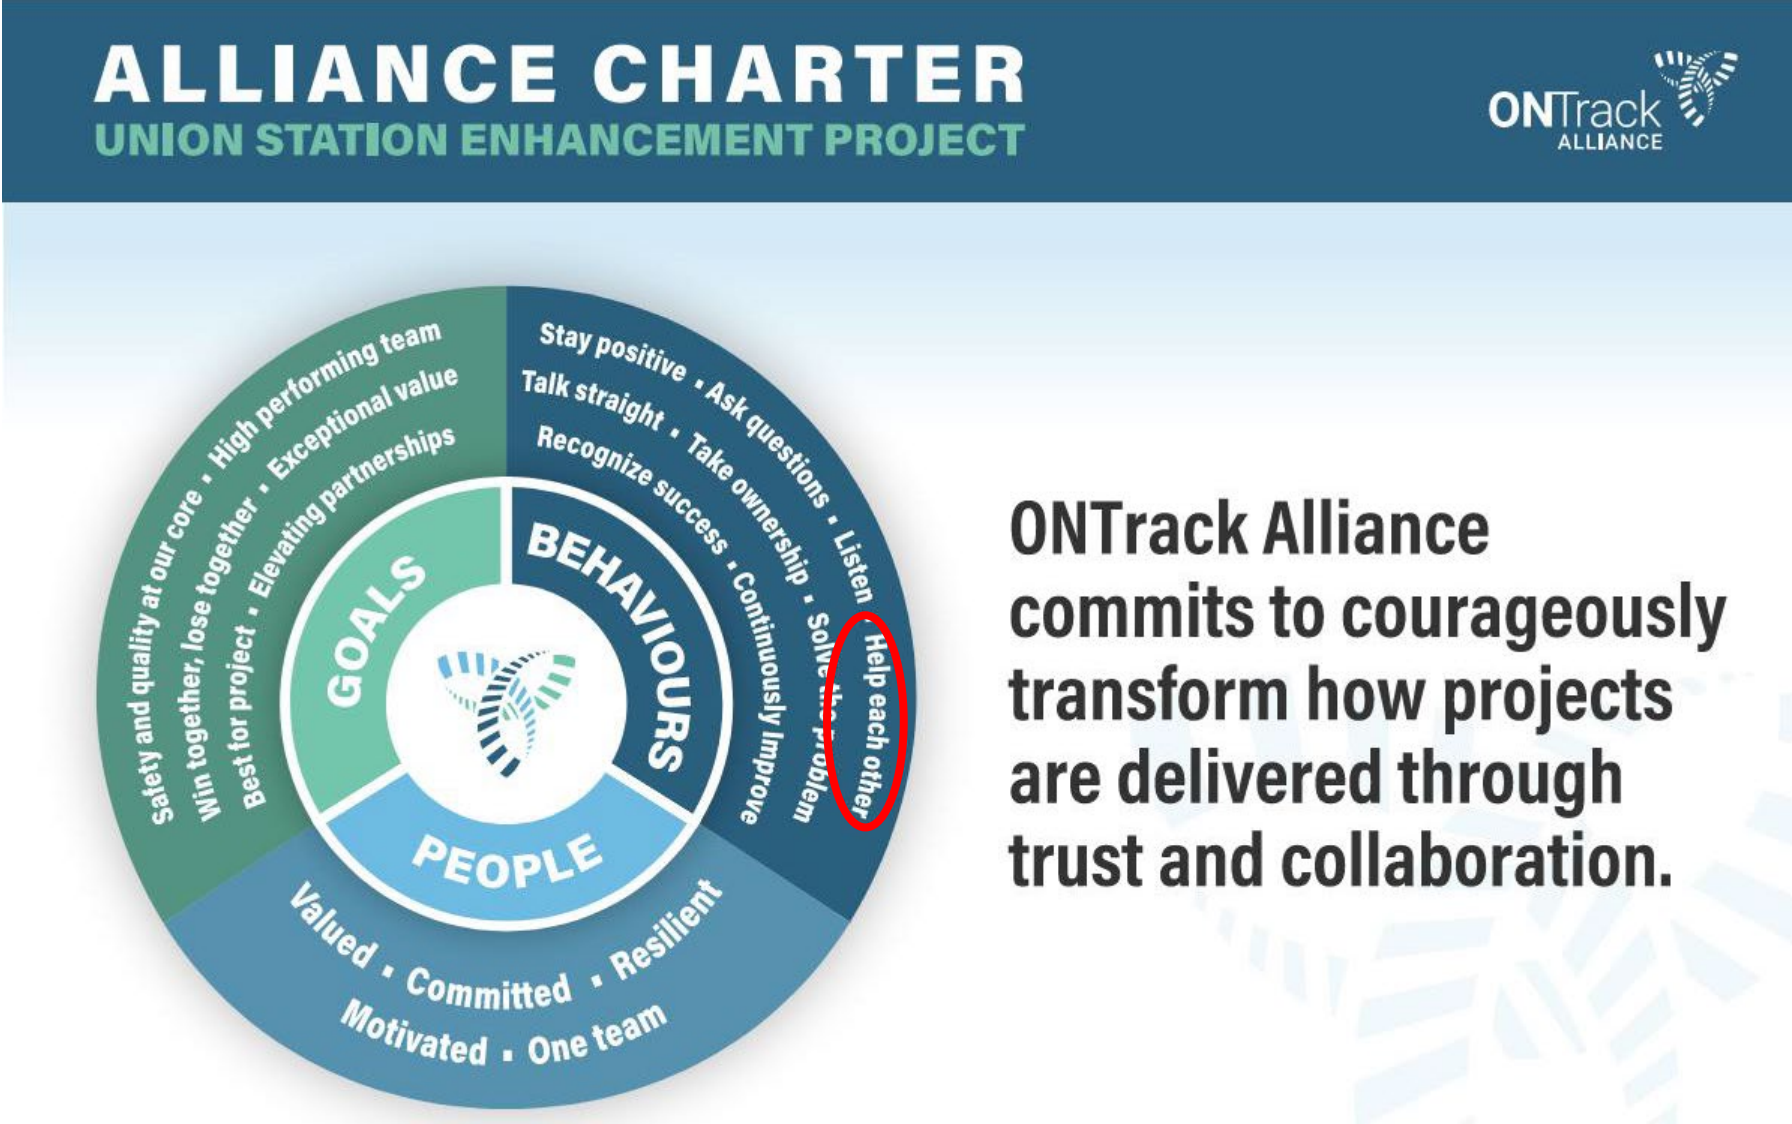 ALLIANCE CHARTER
UNION STATION ENHANCEMENT PROJECT
ONTrack
ALLIANCE
Safety and quality at our core ▪ High performing team
Win together, lose together ▪ Exceptional value
Best for project ▪ Elevating partnerships
GOALS
Stay positive ▪ Ask questions ▪ Listen ▪ Help each other
Talk straight ▪ Take ownership ▪ Solve the problem
Recognize success ▪ Continuously Improve
BEHAVIOURS
PEOPLE
Valued ▪ Committed ▪ Resilient
Motivated ▪ One team
ONTrack Alliance
commits to courageously
transform how projects
are delivered through
trust and collaboration.